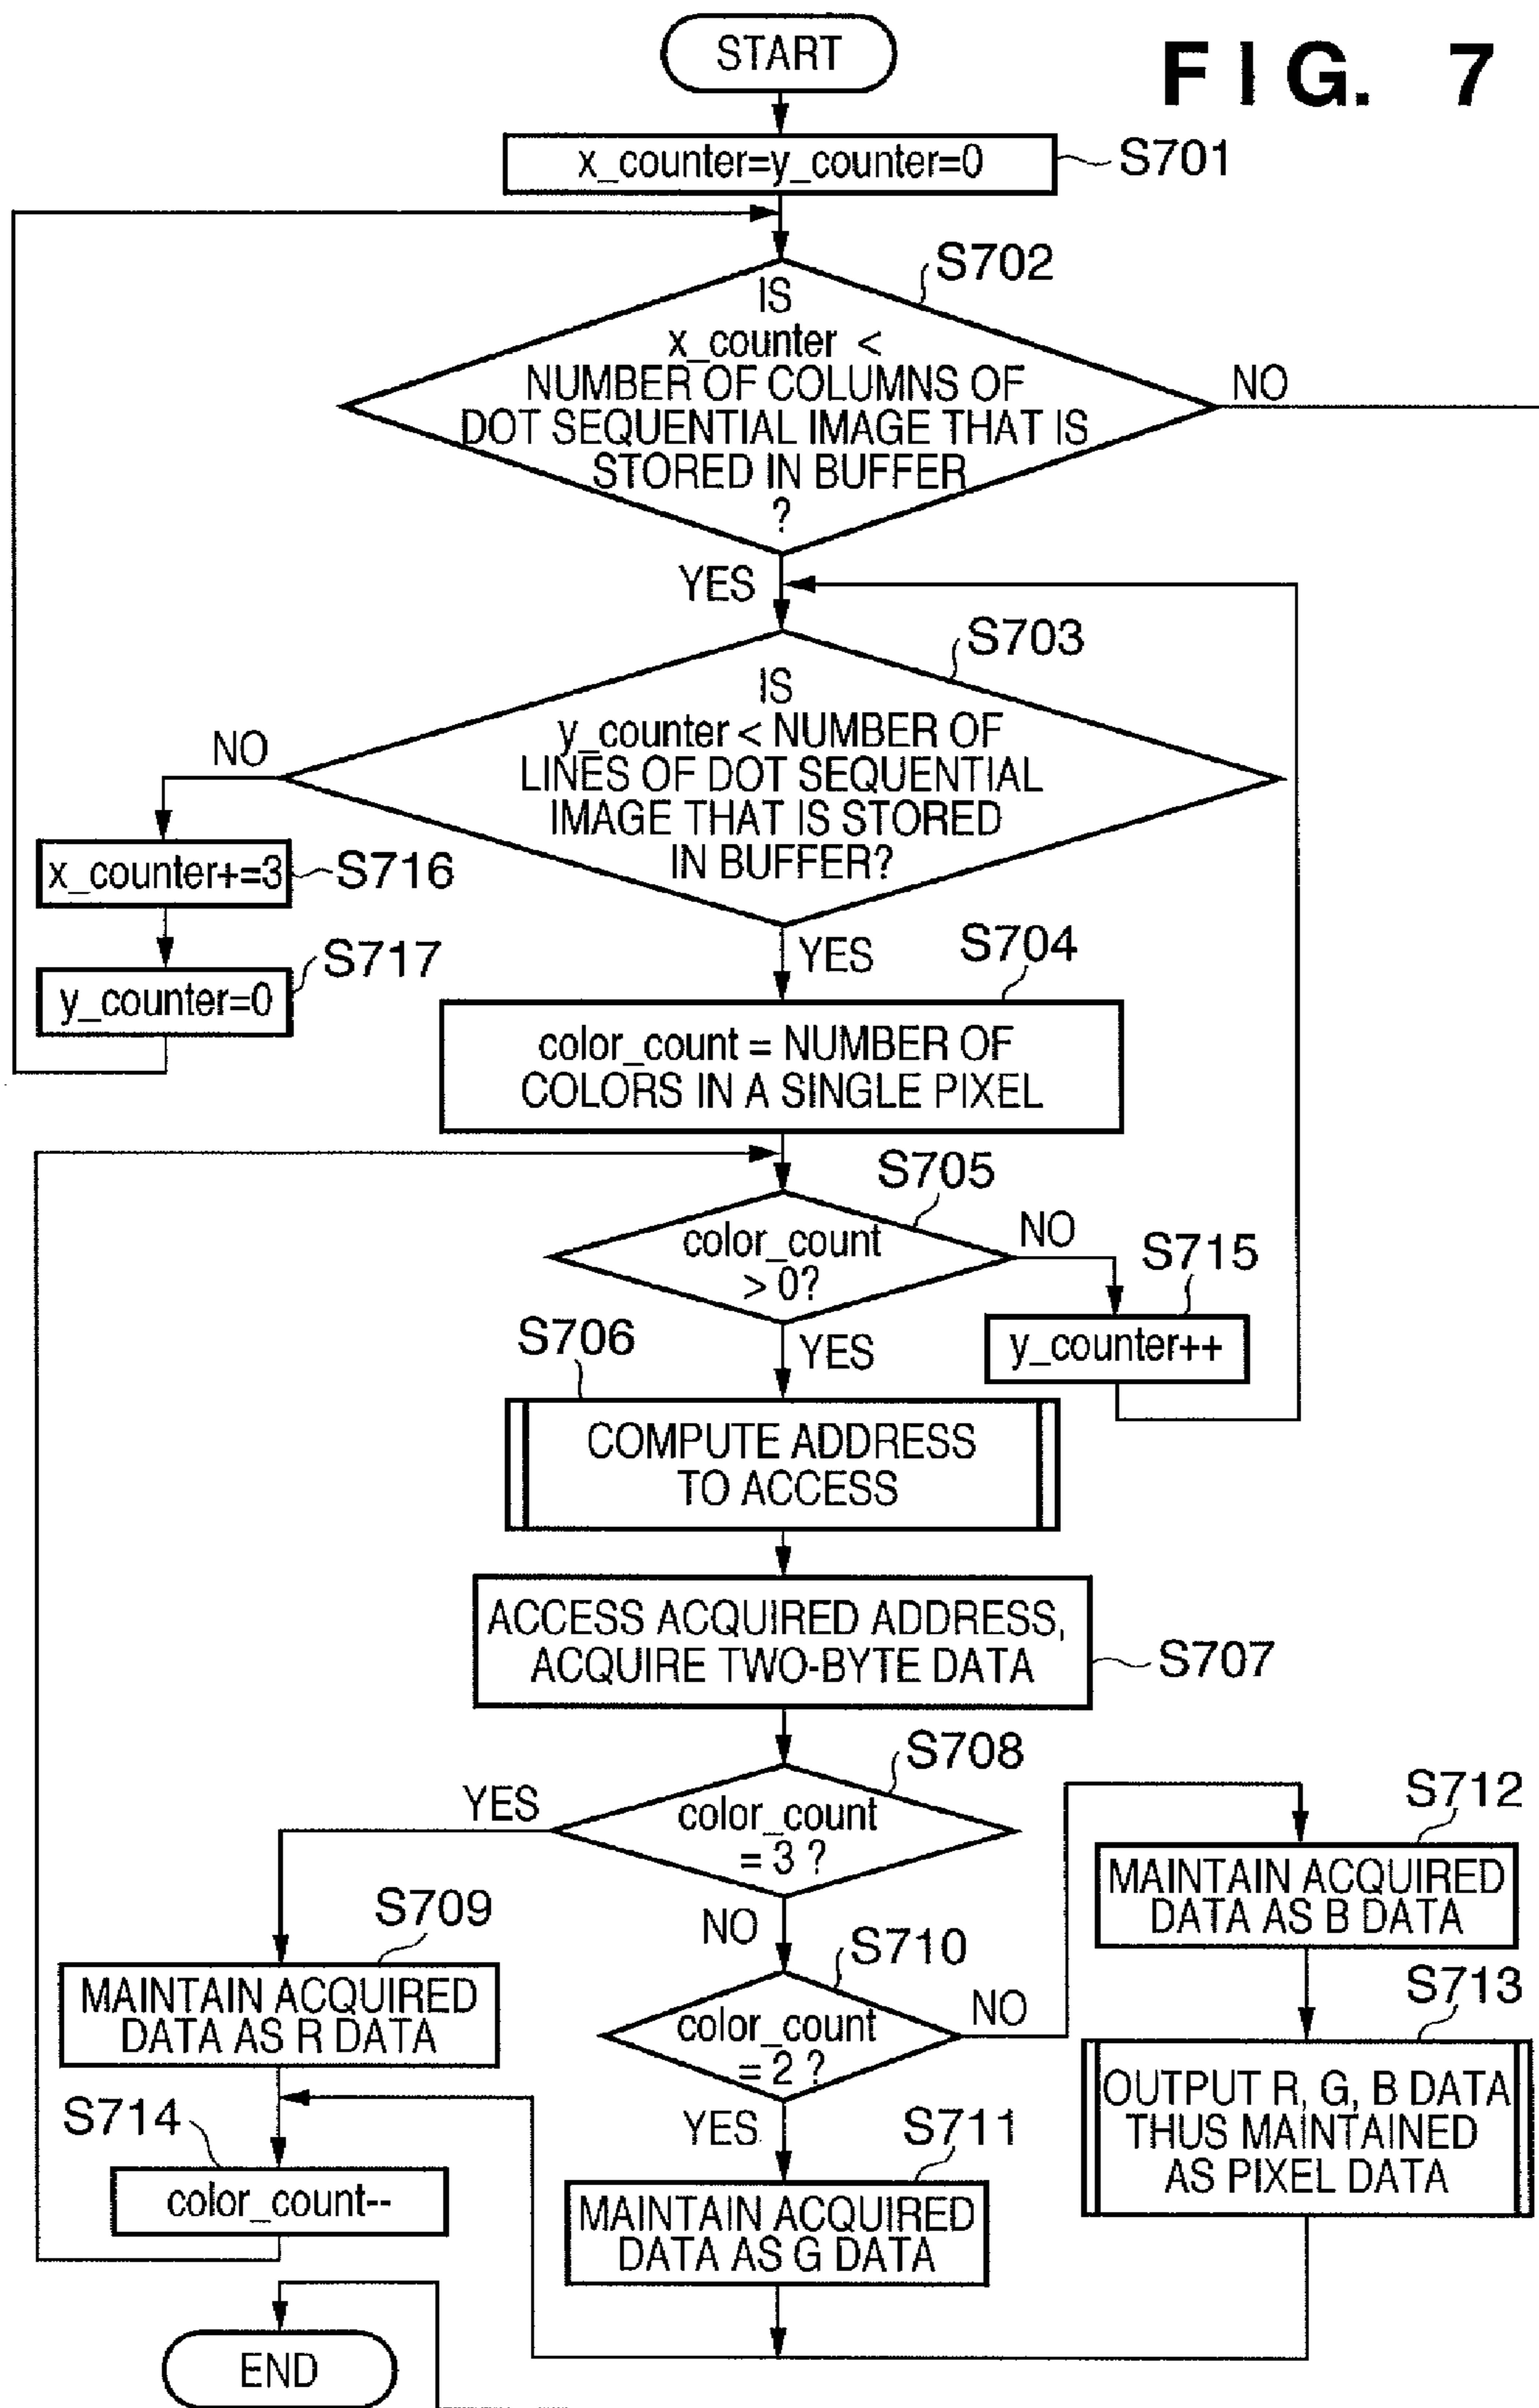 START
FIG. 7
x_counter=y_counter=0
S701
S702
IS
x_counter <
NUMBER OF COLUMNS OF
DOT SEQUENTIAL IMAGE THAT IS
STORED IN BUFFER
?
NO
YES
S703
IS
y_counter < NUMBER OF
LINES OF DOT SEQUENTIAL
IMAGE THAT IS STORED
IN BUFFER?
NO
x_counter+=3
S716
S717
y_counter=0
YES
S704
color_count = NUMBER OF
COLORS IN A SINGLE PIXEL
S705
color_count
> 0?
NO
S715
y_counter++
YES
S706
COMPUTE ADDRESS
TO ACCESS
ACCESS ACQUIRED ADDRESS,
ACQUIRE TWO-BYTE DATA
S707
S708
color_count
= 3 ?
YES
S709
MAINTAIN ACQUIRED
DATA AS R DATA
NO
S710
color_count
= 2 ?
NO
S712
MAINTAIN ACQUIRED
DATA AS B DATA
S713
OUTPUT R, G, B DATA
THUS MAINTAINED
AS PIXEL DATA
S714
color_count--
YES
S711
MAINTAIN ACQUIRED
DATA AS G DATA
END